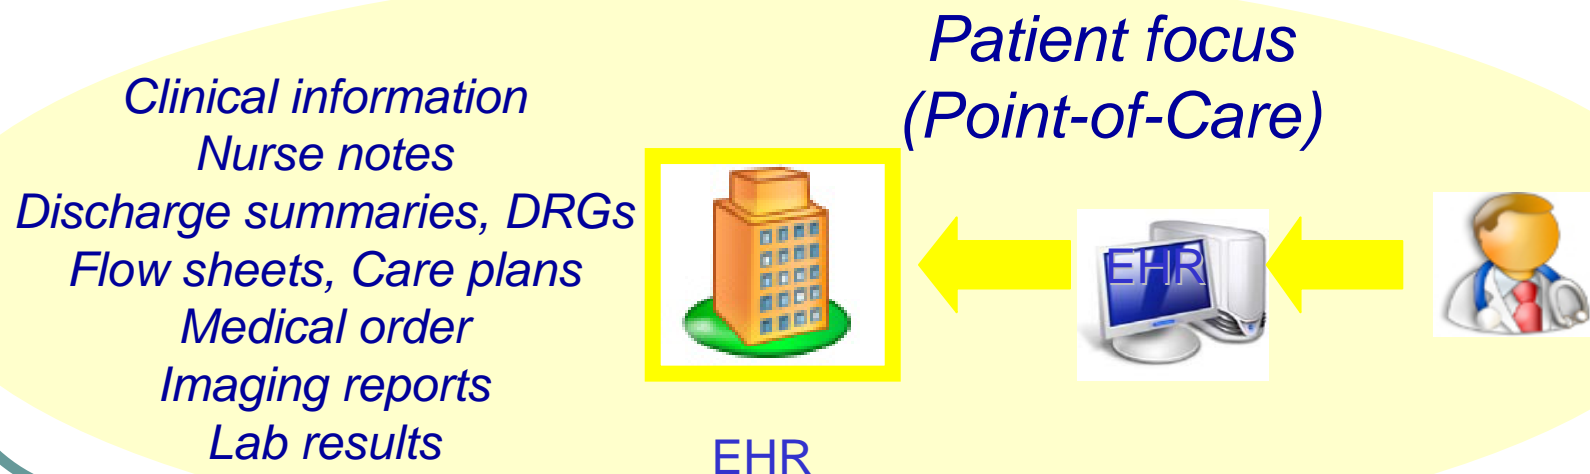 Patient focus
(Point-of-Care)
Clinical information
Nurse notes
Discharge summaries, DRGs
Flow sheets, Care plans
Medical order
Imaging reports
Lab results
EHR
EHR